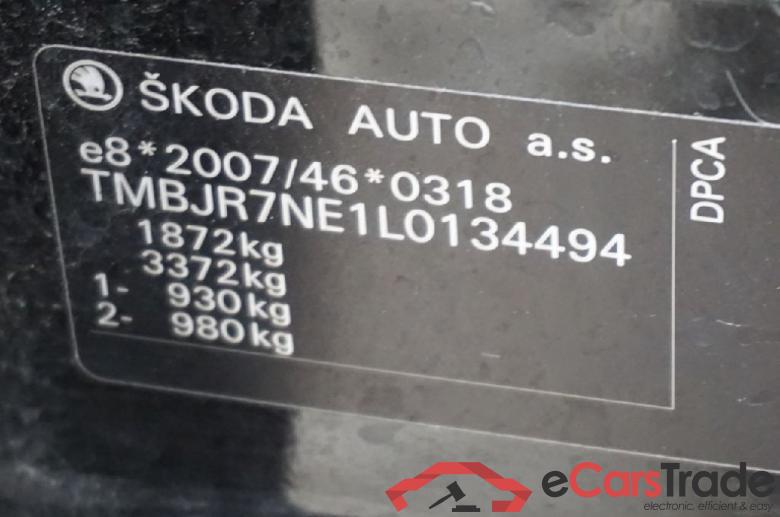 ŠKODA AUTO a.s.
e8*2007/46*0318
TMBJR7NE1L0134494
1872kg
3372kg
1- 930kg
2- 980kg
DPCA
eCarsTrade
electronic, efficient & easy